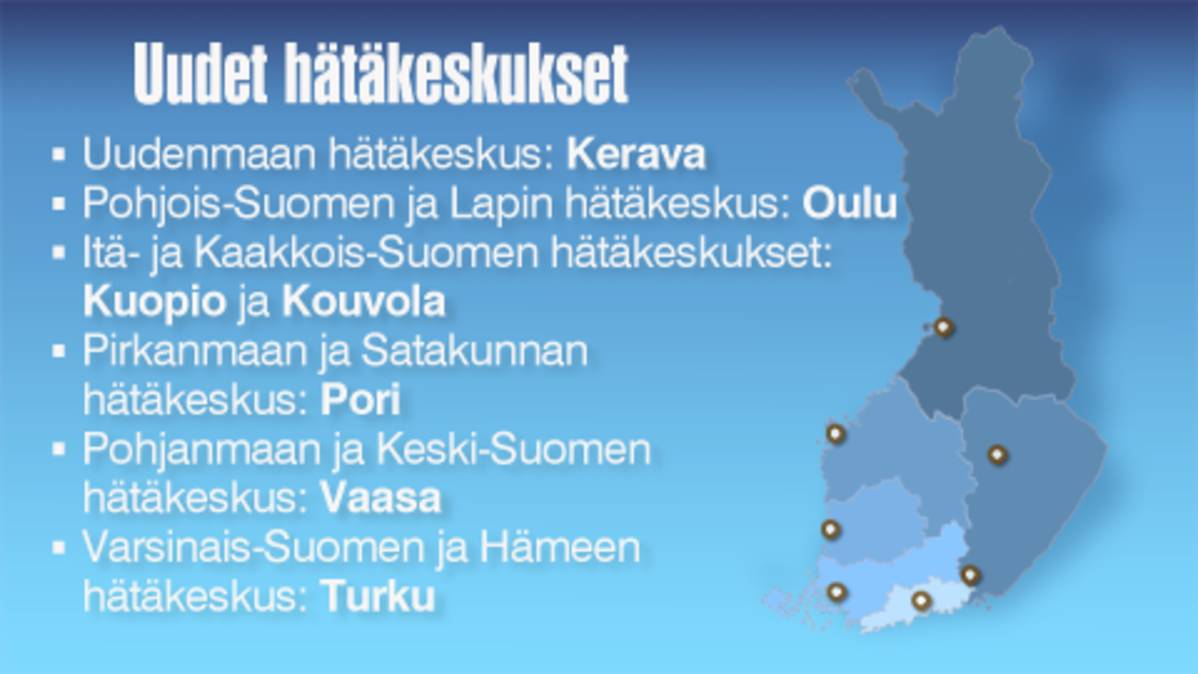 Uudet hätäkeskukset
▪ Uudenmaan hätäkeskus: Kerava
▪ Pohjois-Suomen ja Lapin hätäkeskus: Oulu
▪ Itä- ja Kaakkois-Suomen hätäkeskukset:
Kuopio ja Kouvola
▪ Pirkanmaan ja Satakunnan
hätäkeskus: Pori
▪ Pohjanmaan ja Keski-Suomen
hätäkeskus: Vaasa
▪ Varsinais-Suomen ja Hämeen
hätäkeskus: Turku